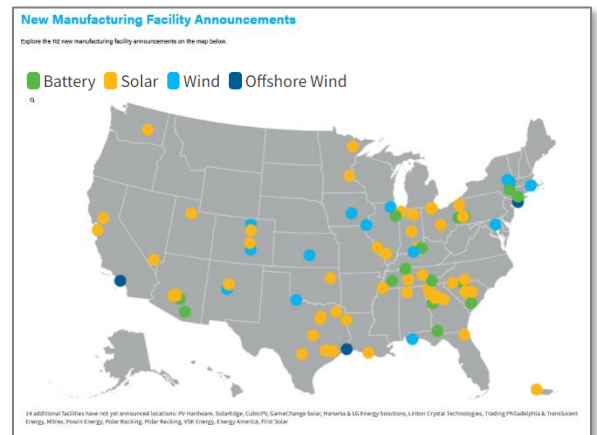 New Manufacturing Facility Announcements
Explore the 112 new manufacturing facility announcements on the map below.
Battery Solar Wind Offshore Wind
14 additional facilities have not yet announced locations: PV Hardware, SolarEdge, CubicPV, GameChange Solar, Hanwha & LG Energy Solutions, Linton Crystal Technologies, Trading Philadelphia & Translucent
Energy, Nitrex, Powin Energy, Polar Racking, Polar Racking, VSK Energy, Energy America, First Solar